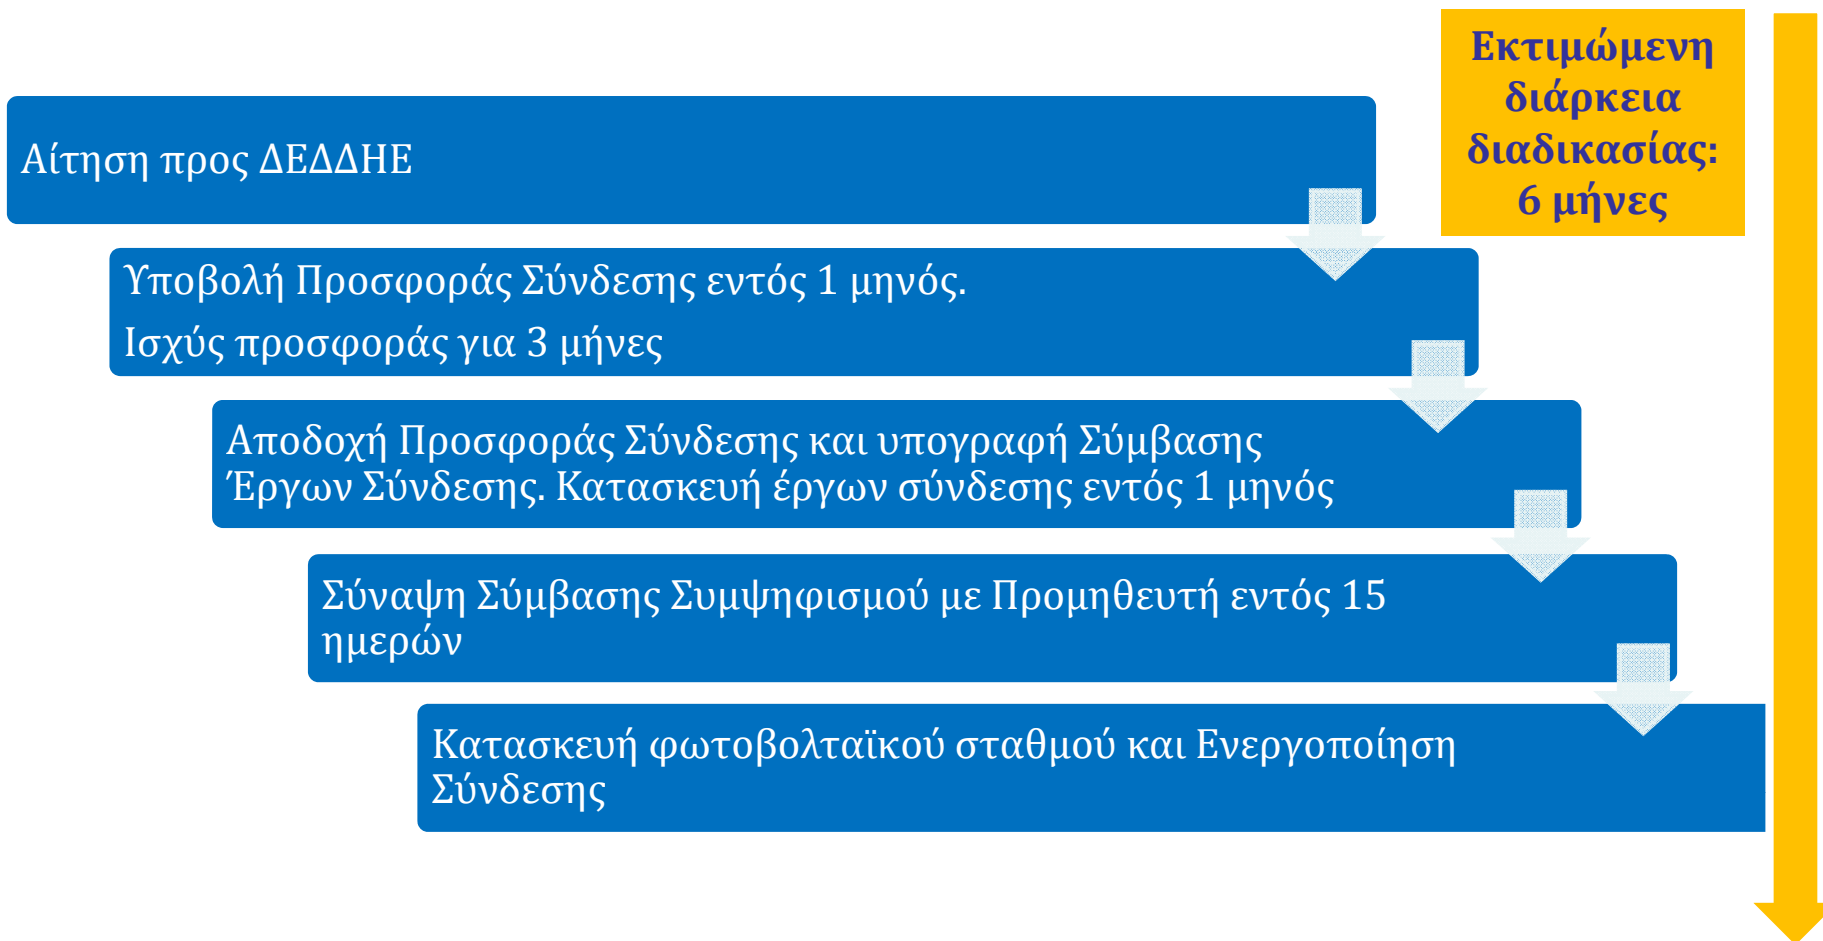 Εκτιμώμενη
διάρκεια
διαδικασίας:
6 μήνες
Αίτηση προς ΔΕΔΔΗΕ
Υποβολή Προσφοράς Σύνδεσης εντός 1 μηνός.
Ισχύς προσφοράς για 3 μήνες
Αποδοχή Προσφοράς Σύνδεσης και υπογραφή Σύμβασης
Έργων Σύνδεσης. Κατασκευή έργων σύνδεσης εντός 1 μηνός
Σύναψη Σύμβασης Συμψηφισμού με Προμηθευτή εντός 15
ημερών
Κατασκευή φωτοβολταϊκού σταθμού και Ενεργοποίηση
Σύνδεσης